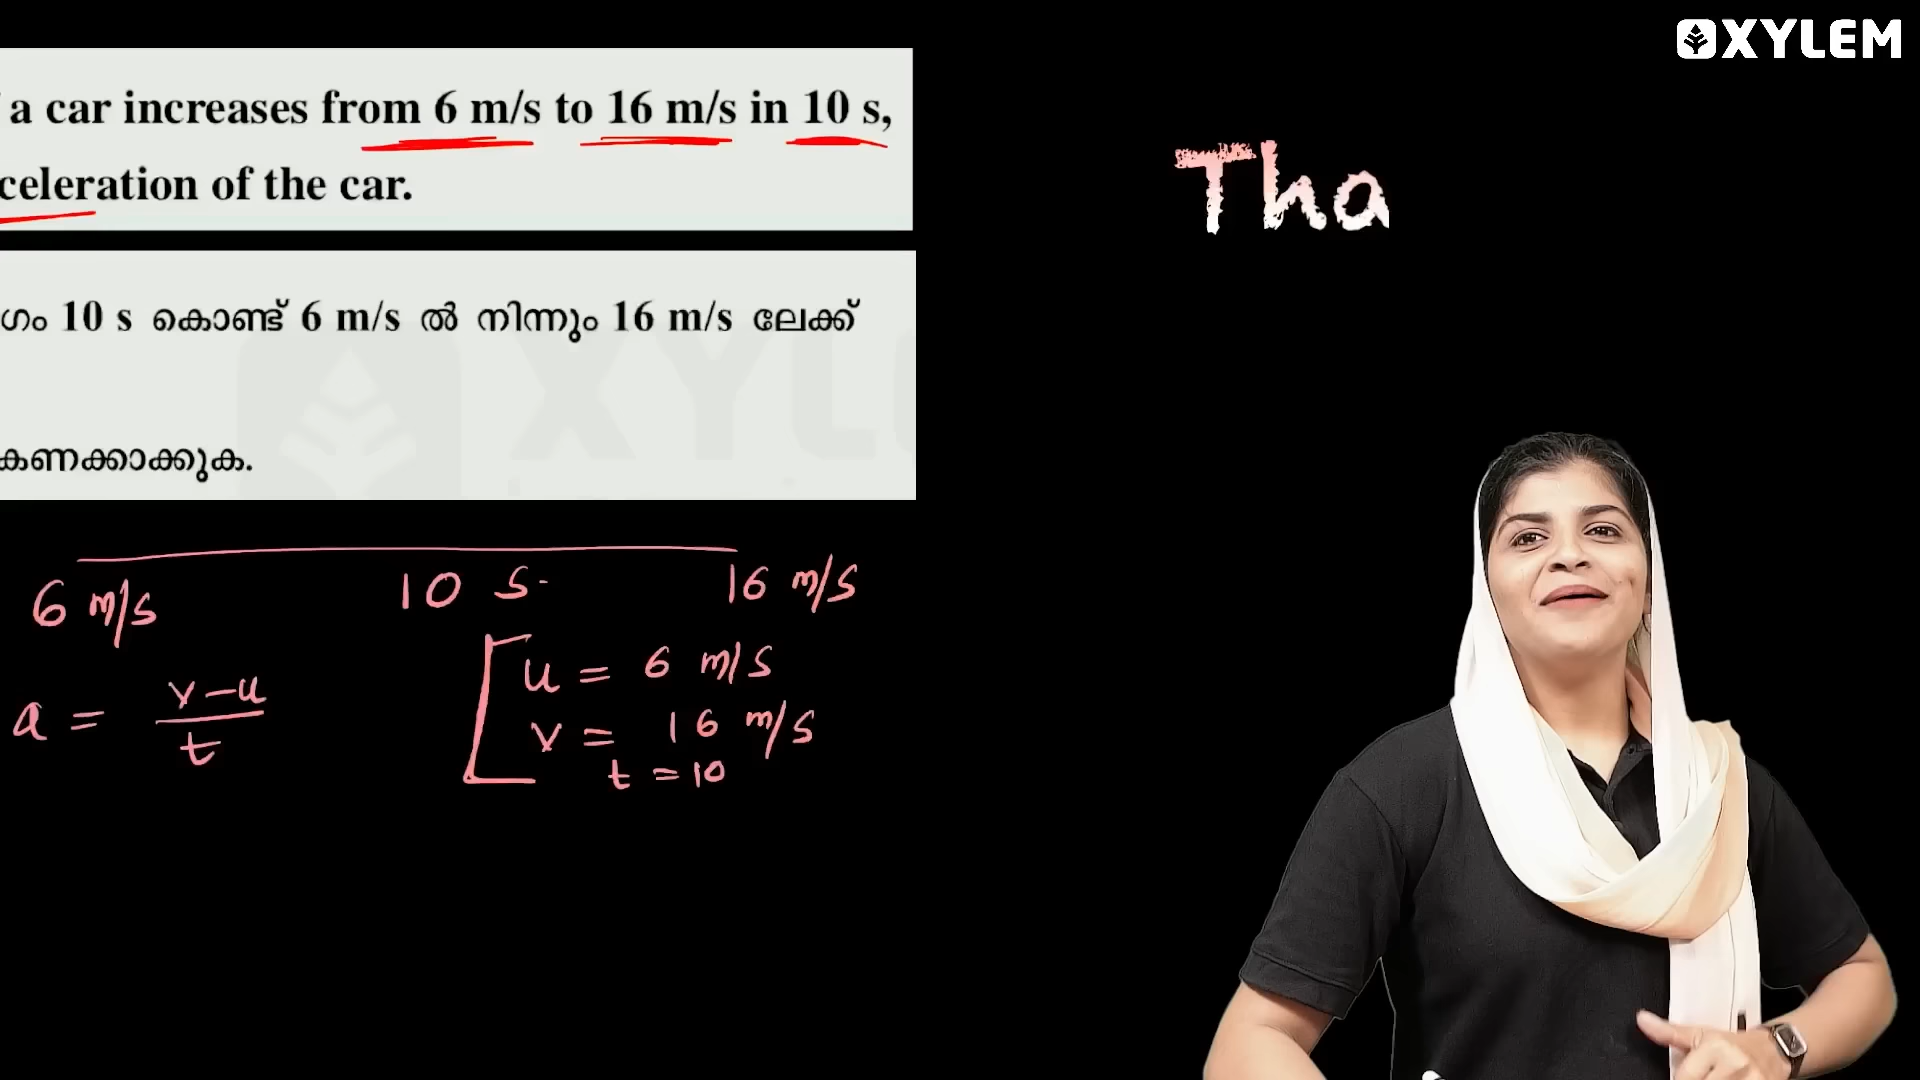 XYLEM
a car increases from 6 m/s to 16 m/s in 10 s,
celeration of the car.
Tha
ഗം 10 s കൊണ്ട് 6 m/s ൽ നിന്നും 16 m/s ലേക്ക്
കണക്കാക്കുക.
6 m/s 10 s 16 m/s
a = v-u / t
u = 6 m/s
v = 16 m/s
t = 10